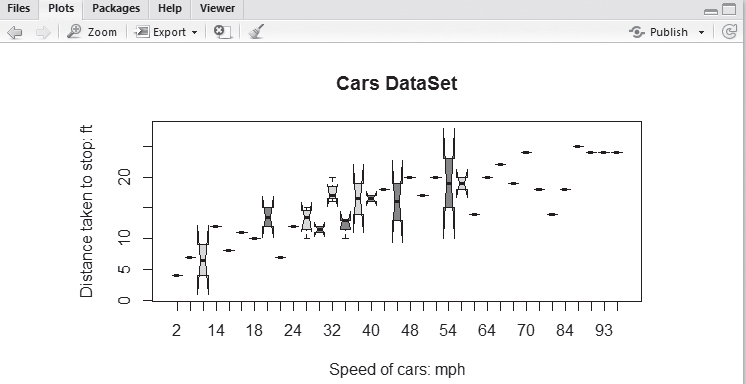 Files Plots Packages Help Viewer
Zoom Export Publish
Cars DataSet
Distance taken to stop: ft
20
10
5
0
2 14 18 24 32 40 48 54 64 70 84 93
Speed of cars: mph